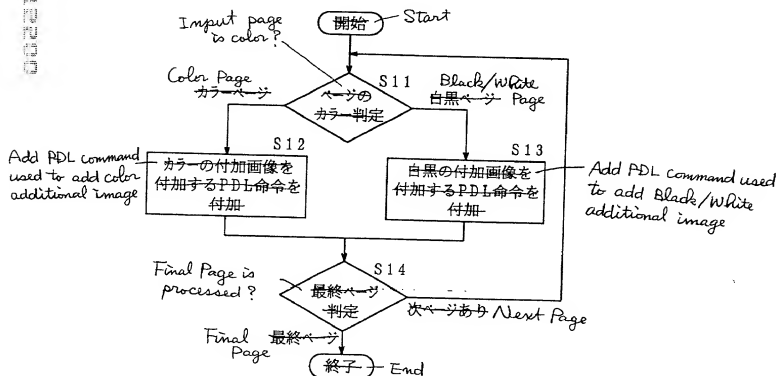 Input page
is color?
開始
Start
Color Page
カラーページ
S11
ページの
カラー判定
Black/White
白黒ページ Page
S12
カラーの付加画像を
付加するPDL命令を
付加
Add PDL command
used to add color
additional image
S13
白黒の付加画像を
付加するPDL命令を
付加
Add PDL command used
to add Black/White
additional image
Final Page is
processed?
S14
最終ページ
判定
次ページあり Next Page
Final 最終ページ
Page
終了
End